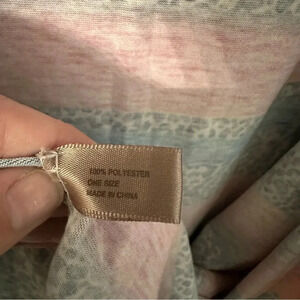 100% POLYESTER
ONE SIZE
MADE IN CHINA